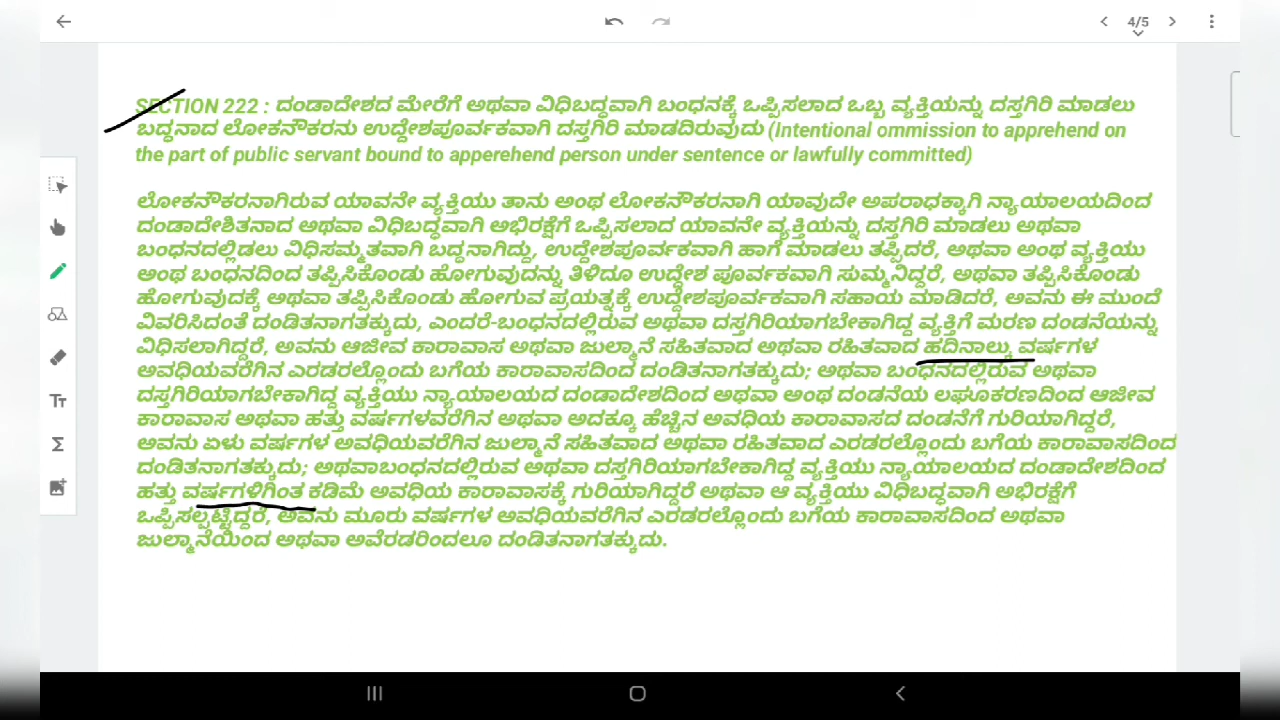 4/5
SECTION 222 : ದಂಡಾದೇಶದ ಮೇರೆಗೆ ಅಥವಾ ವಿಧಿಬದ್ಧವಾಗಿ ಬಂಧನಕ್ಕೆ ಒಪ್ಪಿಸಲಾದ ಒಬ್ಬ ವ್ಯಕ್ತಿಯನ್ನು ದಸ್ತಗಿರಿ ಮಾಡಲು
ಬದ್ಧನಾದ ಲೋಕನೌಕರನು ಉದ್ದೇಶಪೂರ್ವಕವಾಗಿ ದಸ್ತಗಿರಿ ಮಾಡದಿರುವುದು (Intentional ommission to apprehend on
the part of public servant bound to apperehend person under sentence or lawfully committed)
ಲೋಕನೌಕರನಾಗಿರುವ ಯಾವನೇ ವ್ಯಕ್ತಿಯು ತಾನು ಅಂಥ ಲೋಕನೌಕರನಾಗಿ ಯಾವುದೇ ಅಪರಾಧಕ್ಕಾಗಿ ನ್ಯಾಯಾಲಯದಿಂದ
ದಂಡಾದೇಶಿತನಾದ ಅಥವಾ ವಿಧಿಬದ್ಧವಾಗಿ ಅಭಿರಕ್ಷೆಗೆ ಒಪ್ಪಿಸಲಾದ ಯಾವನೇ ವ್ಯಕ್ತಿಯನ್ನು ದಸ್ತಗಿರಿ ಮಾಡಲು ಅಥವಾ
ಬಂಧನದಲ್ಲಿಡಲು ವಿಧಿಸಮ್ಮತವಾಗಿ ಬದ್ದನಾಗಿದ್ದು, ಉದ್ದೇಶಪೂರ್ವಕವಾಗಿ ಹಾಗೆ ಮಾಡಲು ತಪ್ಪಿದರೆ, ಅಥವಾ ಅಂಥ ವ್ಯಕ್ತಿಯು
ಅಂಥ ಬಂಧನದಿಂದ ತಪ್ಪಿಸಿಕೊಂಡು ಹೋಗುವುದನ್ನು ತಿಳಿದೂ ಉದ್ದೇಶ ಪೂರ್ವಕವಾಗಿ ಸುಮ್ಮನಿದ್ದರೆ, ಅಥವಾ ತಪ್ಪಿಸಿಕೊಂಡು
ಹೋಗುವುದಕ್ಕೆ ಅಥವಾ ತಪ್ಪಿಸಿಕೊಂಡು ಹೋಗುವ ಪ್ರಯತ್ನಕ್ಕೆ ಉದ್ದೇಶಪೂರ್ವಕವಾಗಿ ಸಹಾಯ ಮಾಡಿದರೆ, ಅವನು ಈ ಮುಂದೆ
ವಿವರಿಸಿದಂತೆ ದಂಡಿತನಾಗತಕ್ಕುದು, ಎಂದರೆ-ಬಂಧನದಲ್ಲಿರುವ ಅಥವಾ ದಸ್ತಗಿರಿಯಾಗಬೇಕಾಗಿದ್ದ ವ್ಯಕ್ತಿಗೆ ಮರಣ ದಂಡನೆಯನ್ನು
ವಿಧಿಸಲಾಗಿದ್ದರೆ, ಅವನು ಆಜೀವ ಕಾರಾವಾಸ ಅಥವಾ ಜುಲ್ಮಾನೆ ಸಹಿತವಾದ ಅಥವಾ ರಹಿತವಾದ ಹದಿನಾಲ್ಕು ವರ್ಷಗಳ
ಅವಧಿಯವರೆಗಿನ ಎರಡರಲ್ಲೊಂದು ಬಗೆಯ ಕಾರಾವಾಸದಿಂದ ದಂಡಿತನಾಗತಕ್ಕುದು; ಅಥವಾ ಬಂಧನದಲ್ಲಿರುವ ಅಥವಾ
ದಸ್ತಗಿರಿಯಾಗಬೇಕಾಗಿದ್ದ ವ್ಯಕ್ತಿಯು ನ್ಯಾಯಾಲಯದ ದಂಡಾದೇಶದಿಂದ ಅಥವಾ ಅಂಥ ದಂಡನೆಯ ಲಘೂಕರಣದಿಂದ ಆಜೀವ
ಕಾರಾವಾಸ ಅಥವಾ ಹತ್ತು ವರ್ಷಗಳವರೆಗಿನ ಅಥವಾ ಅದಕ್ಕೂ ಹೆಚ್ಚಿನ ಅವಧಿಯ ಕಾರಾವಾಸದ ದಂಡನೆಗೆ ಗುರಿಯಾಗಿದ್ದರೆ,
ಅವನು ಏಳು ವರ್ಷಗಳ ಅವಧಿಯವರೆಗಿನ ಜುಲ್ಮಾನೆ ಸಹಿತವಾದ ಅಥವಾ ರಹಿತವಾದ ಎರಡರಲ್ಲೊಂದು ಬಗೆಯ ಕಾರಾವಾಸದಿಂದ
ದಂಡಿತನಾಗತಕ್ಕುದು; ಅಥವಾಬಂಧನದಲ್ಲಿರುವ ಅಥವಾ ದಸ್ತಗಿರಿಯಾಗಬೇಕಾಗಿದ್ದ ವ್ಯಕ್ತಿಯು ನ್ಯಾಯಾಲಯದ ದಂಡಾದೇಶದಿಂದ
ಹತ್ತು ವರ್ಷಗಳಿಗಿಂತ ಕಡಿಮೆ ಅವಧಿಯ ಕಾರಾವಾಸಕ್ಕೆ ಗುರಿಯಾಗಿದ್ದರೆ ಅಥವಾ ಆ ವ್ಯಕ್ತಿಯು ವಿಧಿಬದ್ಧವಾಗಿ ಅಭಿರಕ್ಷೆಗೆ
ಒಪ್ಪಿಸಲ್ಪಟ್ಟಿದ್ದರೆ, ಅವನು ಮೂರು ವರ್ಷಗಳ ಅವಧಿಯವರೆಗಿನ ಎರಡರಲ್ಲೊಂದು ಬಗೆಯ ಕಾರಾವಾಸದಿಂದ ಅಥವಾ
ಜುಲ್ಮಾನೆಯಿಂದ ಅಥವಾ ಅವೆರಡರಿಂದಲೂ ದಂಡಿತನಾಗತಕ್ಕುದು.